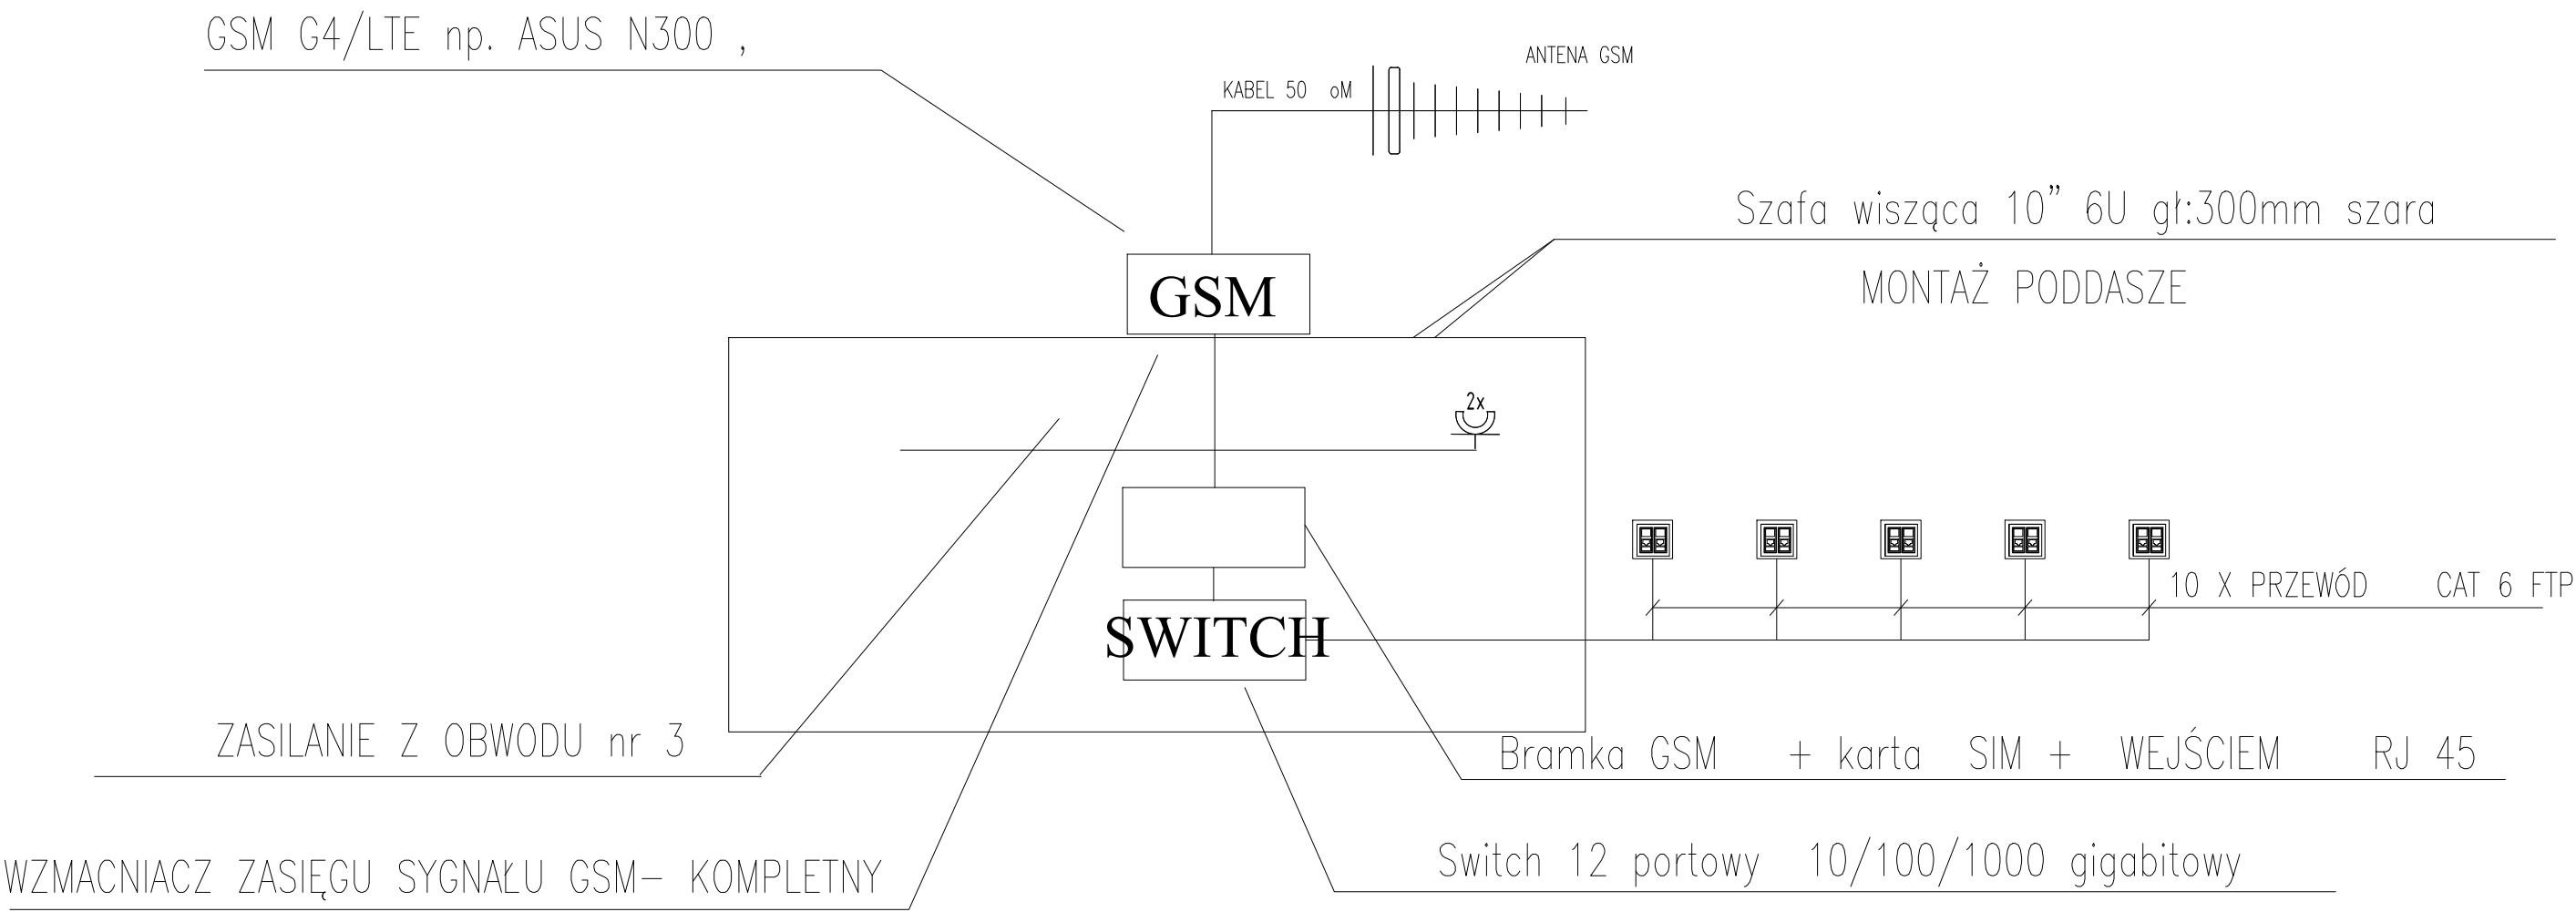 GSM G4/LTE np. ASUS N300 ,
ANTENA GSM
KABEL 50 oM
Szafa wisząca 10" 6U gł:300mm szara
MONTAŻ PODDASZE
GSM
2x
10 X PRZEWÓD CAT 6 FTP
SWITCH
ZASILANIE Z OBWODU nr 3
Bramka GSM + karta SIM + WEJŚCIEM RJ 45
Switch 12 portowy 10/100/1000 gigabitowy
WZMACNIACZ ZASIĘGU SYGNAŁU GSM– KOMPLETNY